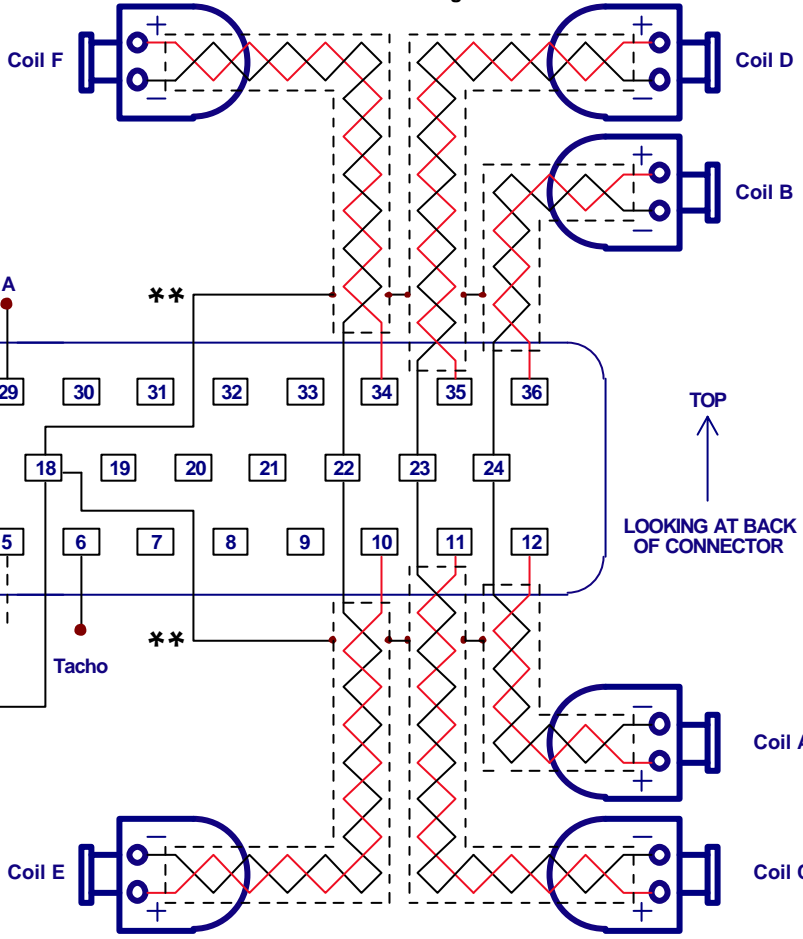 Coil F
+
−
+
−
Coil D
+
−
Coil B
A
**
29 30 31 32 33 34 35 36
TOP
18 19 20 21 22 23 24
LOOKING AT BACK
OF CONNECTOR
5 6 7 8 9 10 11 12
**
Tacho
−
+
Coil A
Coil E
−
+
−
+
Coil C